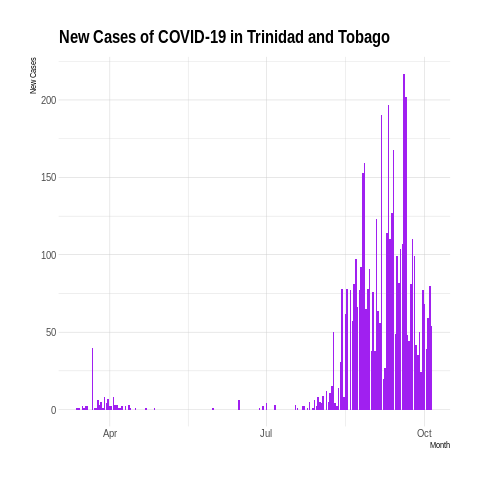 New Cases of COVID-19 in Trinidad and Tobago
New Cases
200
150
100
50
0
Apr
Jul
Oct
Month